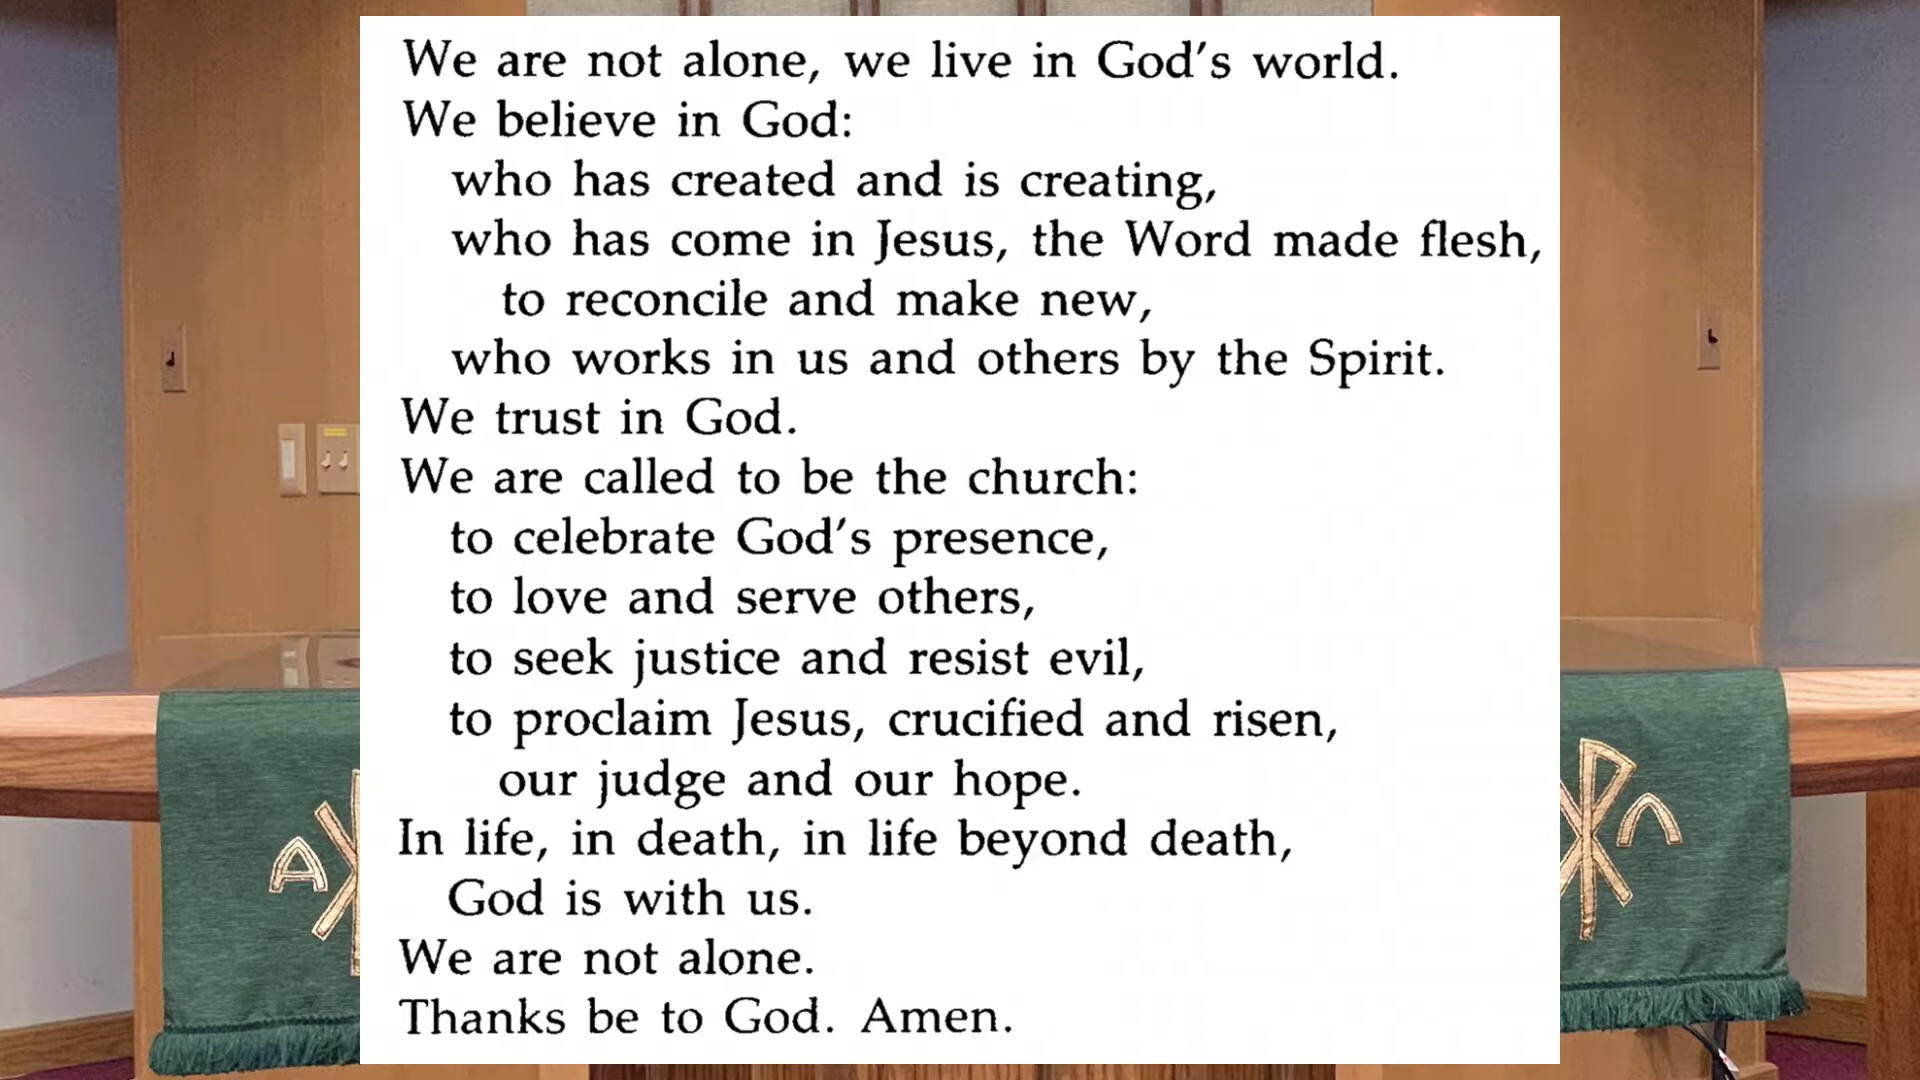 We are not alone, we live in God's world.
We believe in God:
who has created and is creating,
who has come in Jesus, the Word made flesh,
to reconcile and make new,
who works in us and others by the Spirit.
We trust in God.
We are called to be the church:
to celebrate God's presence,
to love and serve others,
to seek justice and resist evil,
to proclaim Jesus, crucified and risen,
our judge and our hope.
In life, in death, in life beyond death,
God is with us.
We are not alone.
Thanks be to God. Amen.